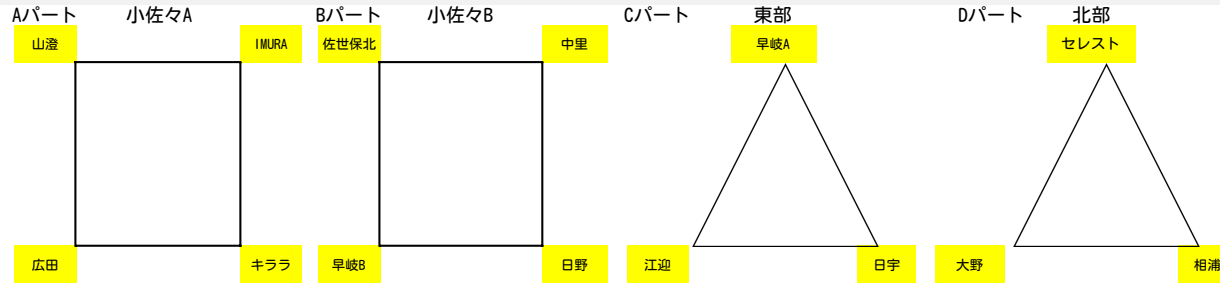 Aパート 小佐々A Bパート 小佐々B Cパート 東部 Dパート 北部
山澄 IMURA 佐世保北 中里 早岐A セレスト
広田 キララ 早岐B 日野 江迎 日宇 大野 相浦